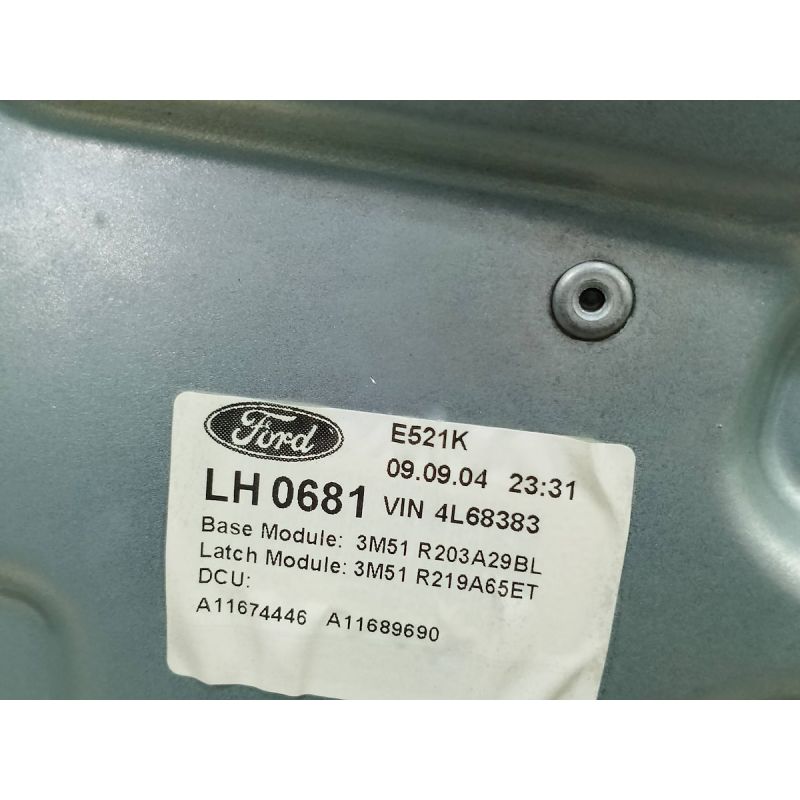 Ford E521K
09.09.04 23:31
LH 0681 VIN 4L68383
Base Module: 3M51 R203A29BL
Latch Module: 3M51 R219A65ET
DCU:
A11674446 A11689690